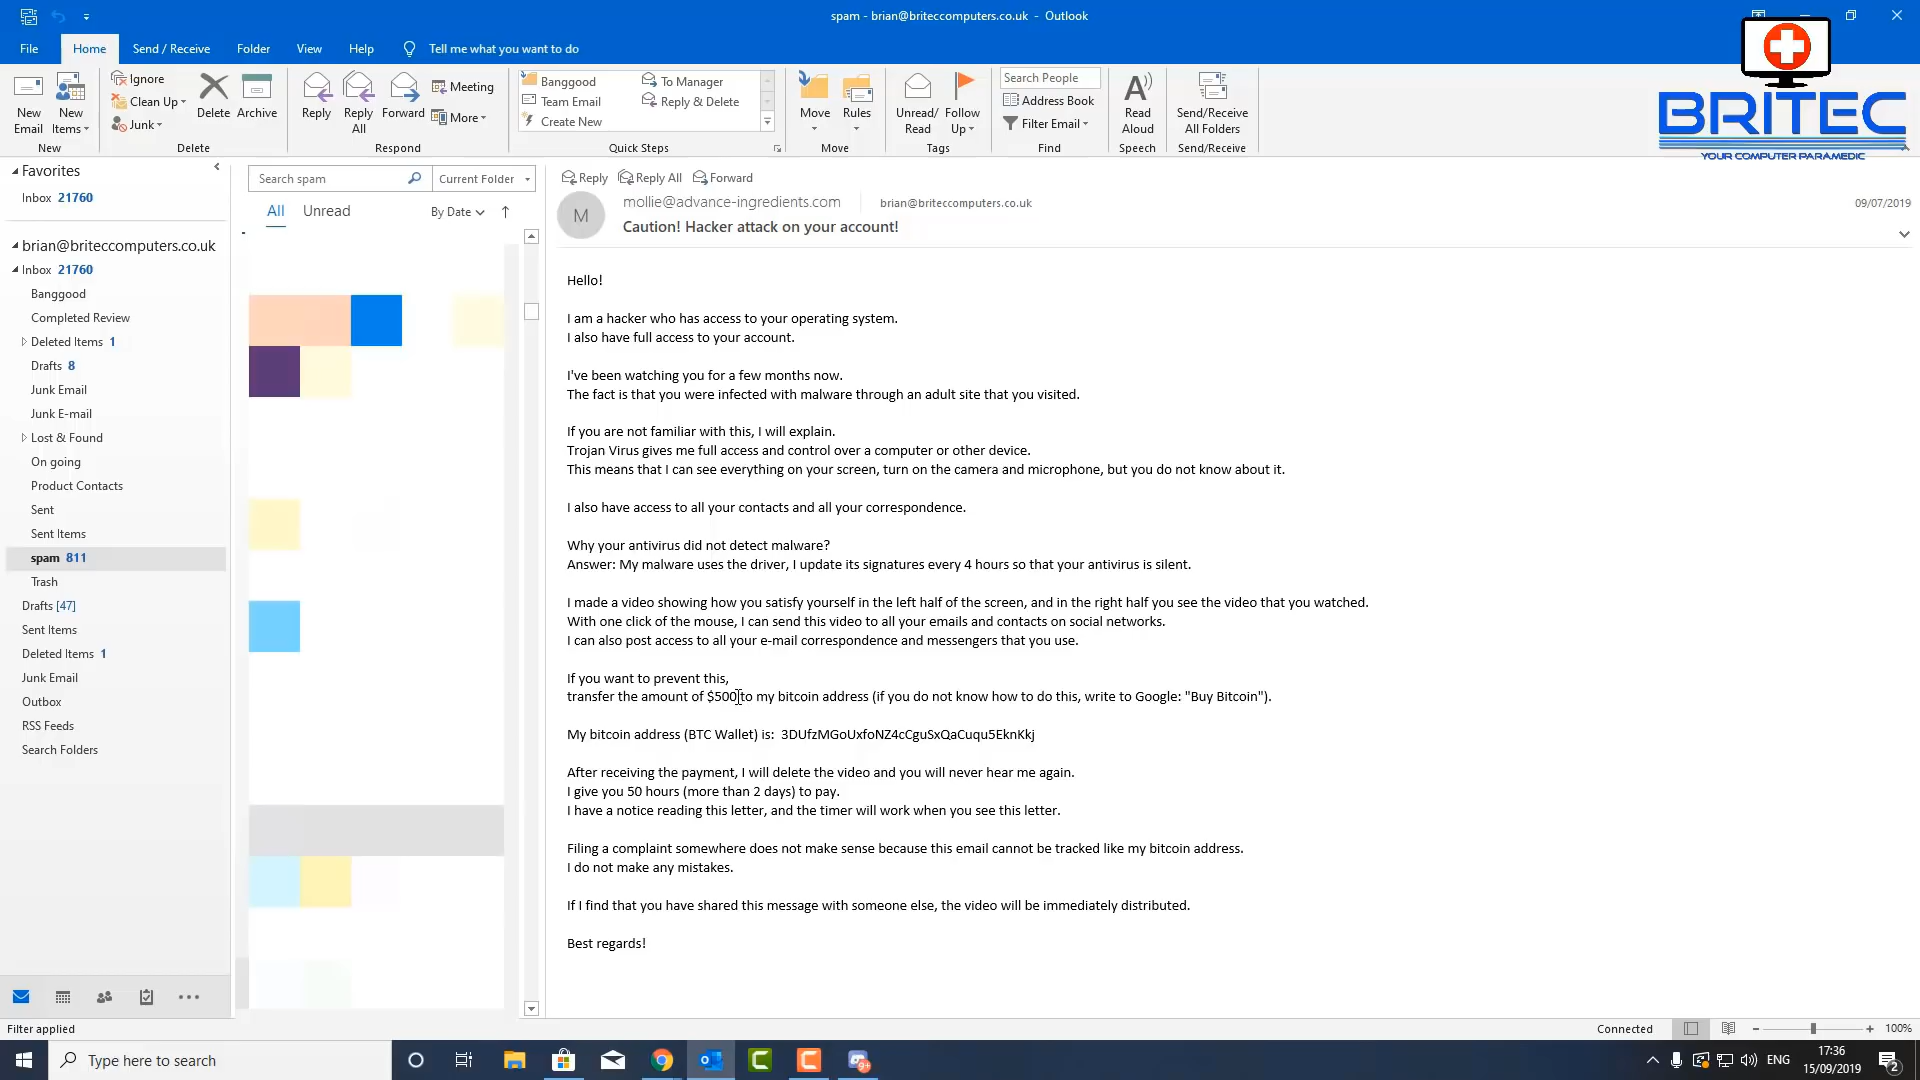 spam - brian@briteccomputers.co.uk - Outlook
File Home Send / Receive Folder View Help Tell me what you want to do
New Email
New Items
New
Ignore
Clean Up
Junk
Delete
Archive
Delete
Reply
Reply All
Forward
Meeting
More
Respond
Banggood
Team Email
Create New
To Manager
Reply & Delete
Quick Steps
Move
Rules
Move
Unread/ Read
Follow Up
Tags
Search People
Address Book
Filter Email
Find
Read Aloud
Speech
Send/Receive All Folders
Send/Receive
BRITEC
YOUR COMPUTER PARAMEDIC
Favorites
Inbox 21760
brian@briteccomputers.co.uk
Inbox 21760
Banggood
Completed Review
Deleted Items 1
Drafts 8
Junk Email
Junk E-mail
Lost & Found
On going
Product Contacts
Sent
Sent Items
spam 811
Trash
Drafts [47]
Sent Items
Deleted Items 1
Junk Email
Outbox
RSS Feeds
Search Folders
Search spam
Current Folder
All Unread By Date
Reply Reply All Forward
M
mollie@advance-ingredients.com brian@briteccomputers.co.uk 09/07/2019
Caution! Hacker attack on your account!
Hello!
I am a hacker who has access to your operating system.
I also have full access to your account.
I've been watching you for a few months now.
The fact is that you were infected with malware through an adult site that you visited.
If you are not familiar with this, I will explain.
Trojan Virus gives me full access and control over a computer or other device.
This means that I can see everything on your screen, turn on the camera and microphone, but you do not know about it.
I also have access to all your contacts and all your correspondence.
Why your antivirus did not detect malware?
Answer: My malware uses the driver, I update its signatures every 4 hours so that your antivirus is silent.
I made a video showing how you satisfy yourself in the left half of the screen, and in the right half you see the video that you watched.
With one click of the mouse, I can send this video to all your emails and contacts on social networks.
I can also post access to all your e-mail correspondence and messengers that you use.
If you want to prevent this,
transfer the amount of $500 to my bitcoin address (if you do not know how to do this, write to Google: "Buy Bitcoin").
My bitcoin address (BTC Wallet) is: 3DUfzMGoUxfoNZ4cCguSxQaCuqu5EknKkj
After receiving the payment, I will delete the video and you will never hear me again.
I give you 50 hours (more than 2 days) to pay.
I have a notice reading this letter, and the timer will work when you see this letter.
Filing a complaint somewhere does not make sense because this email cannot be tracked like my bitcoin address.
I do not make any mistakes.
If I find that you have shared this message with someone else, the video will be immediately distributed.
Best regards!
Filter applied
Connected
100%
Type here to search
9+
ENG
17:36
15/09/2019
2